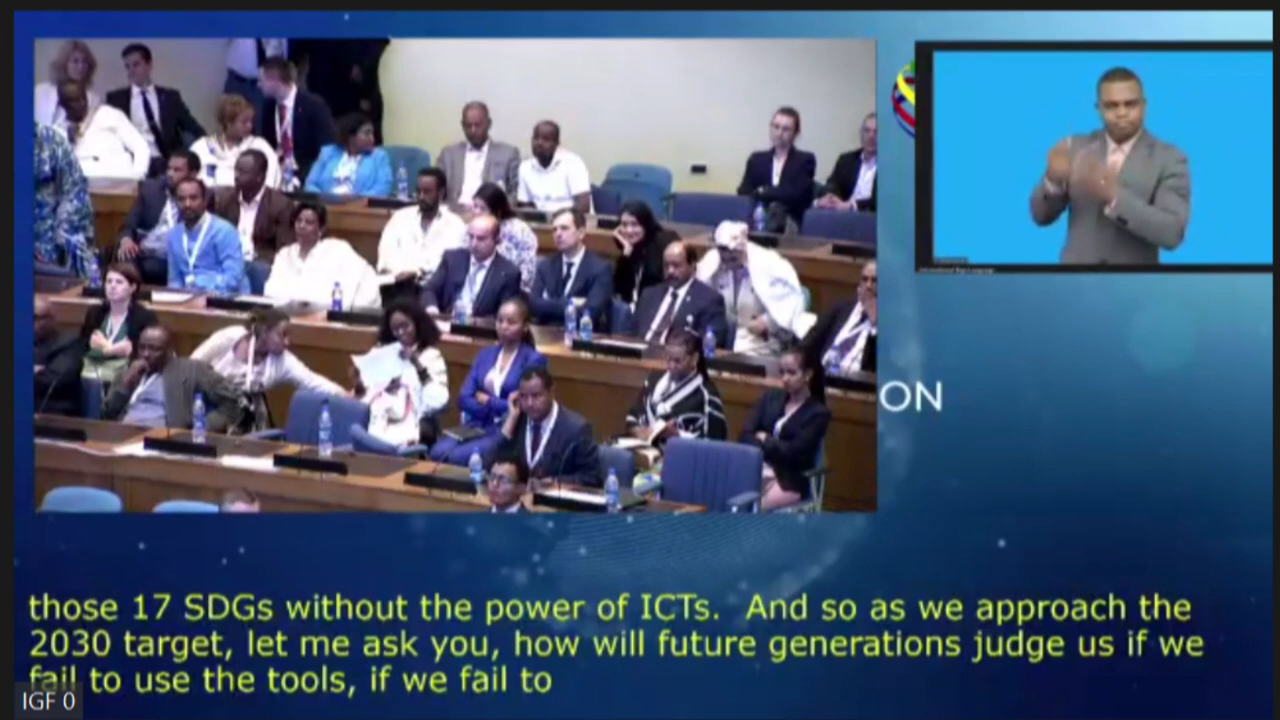 ON
those 17 SDGs without the power of ICTs. And so as we approach the
2030 target, let me ask you, how will future generations judge us if we
fail to use the tools, if we fail to
IGF 0